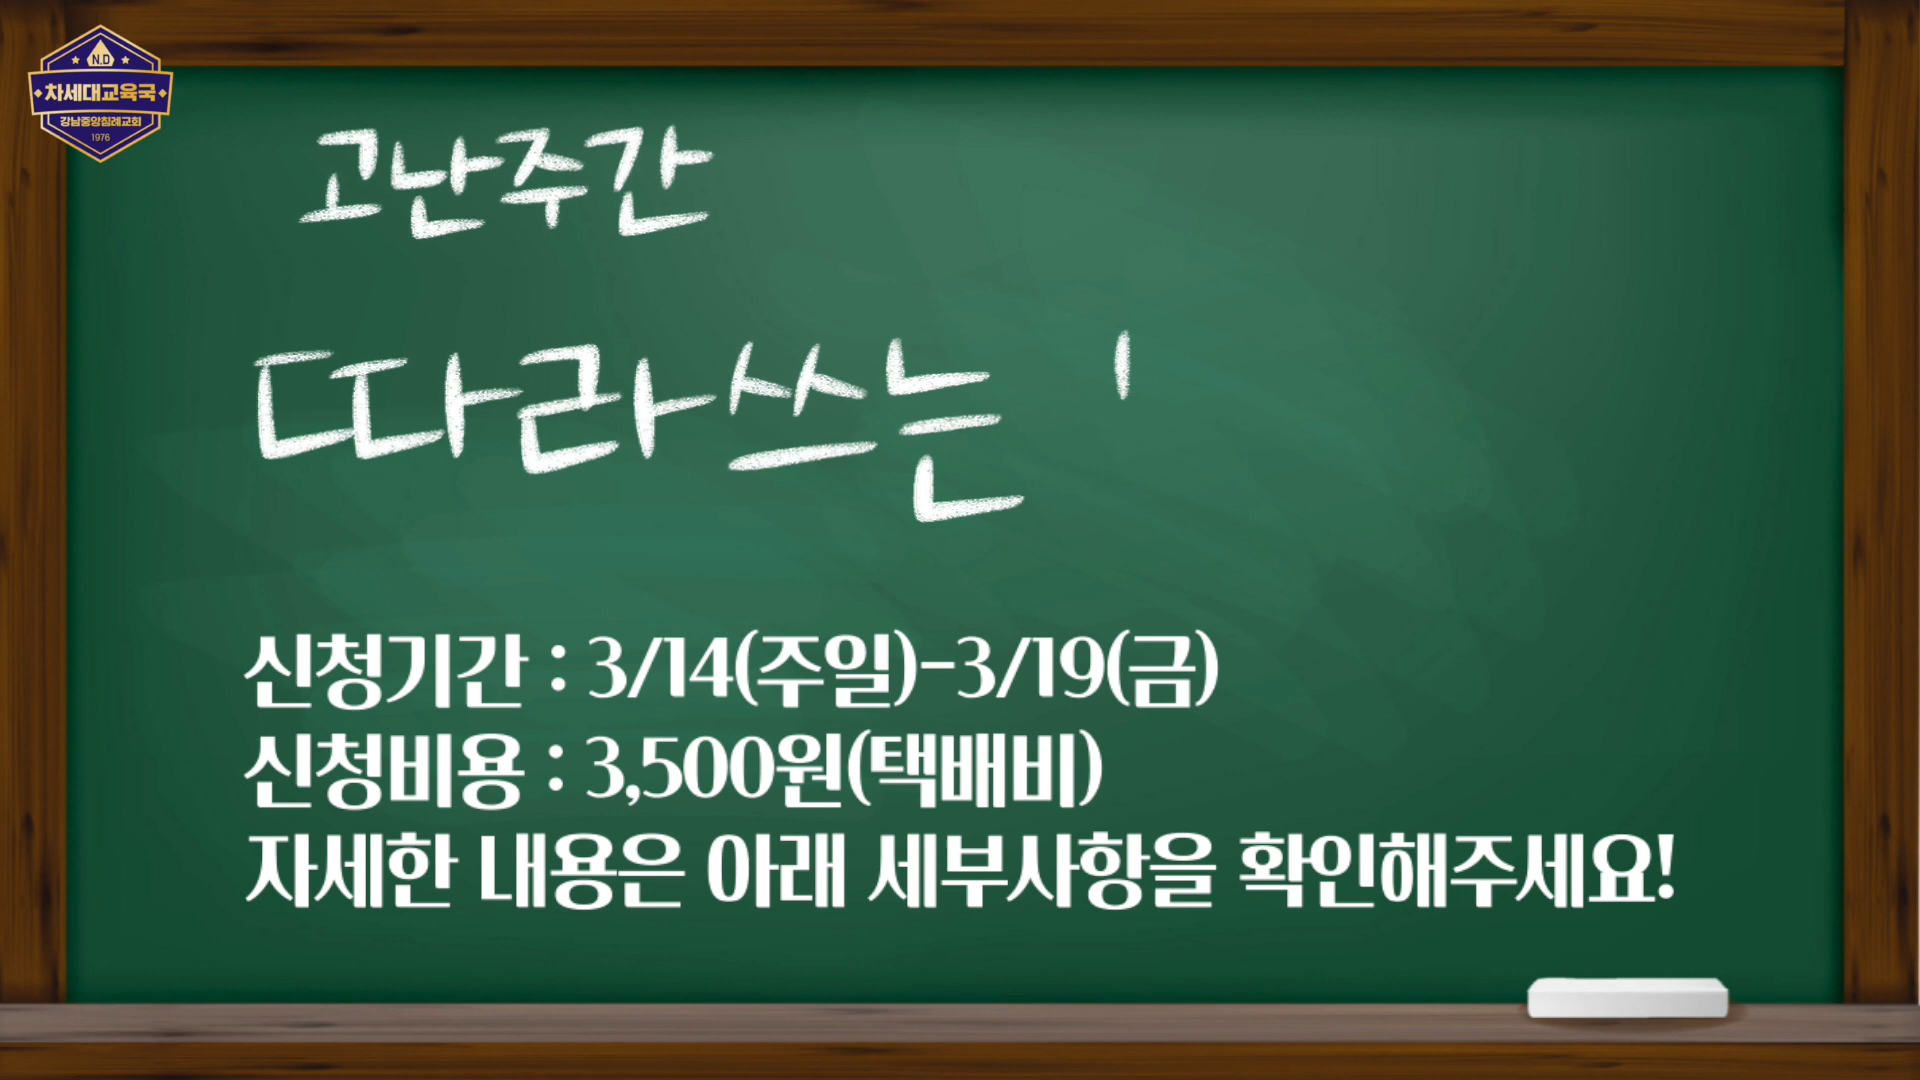 N.D
차세대교육국
강남중앙침례교회
1976
고난주간
따라쓰는 '
신청기간 : 3/14(주일)-3/19(금)
신청비용 : 3,500원(택배비)
자세한 내용은 아래 세부사항을 확인해주세요!